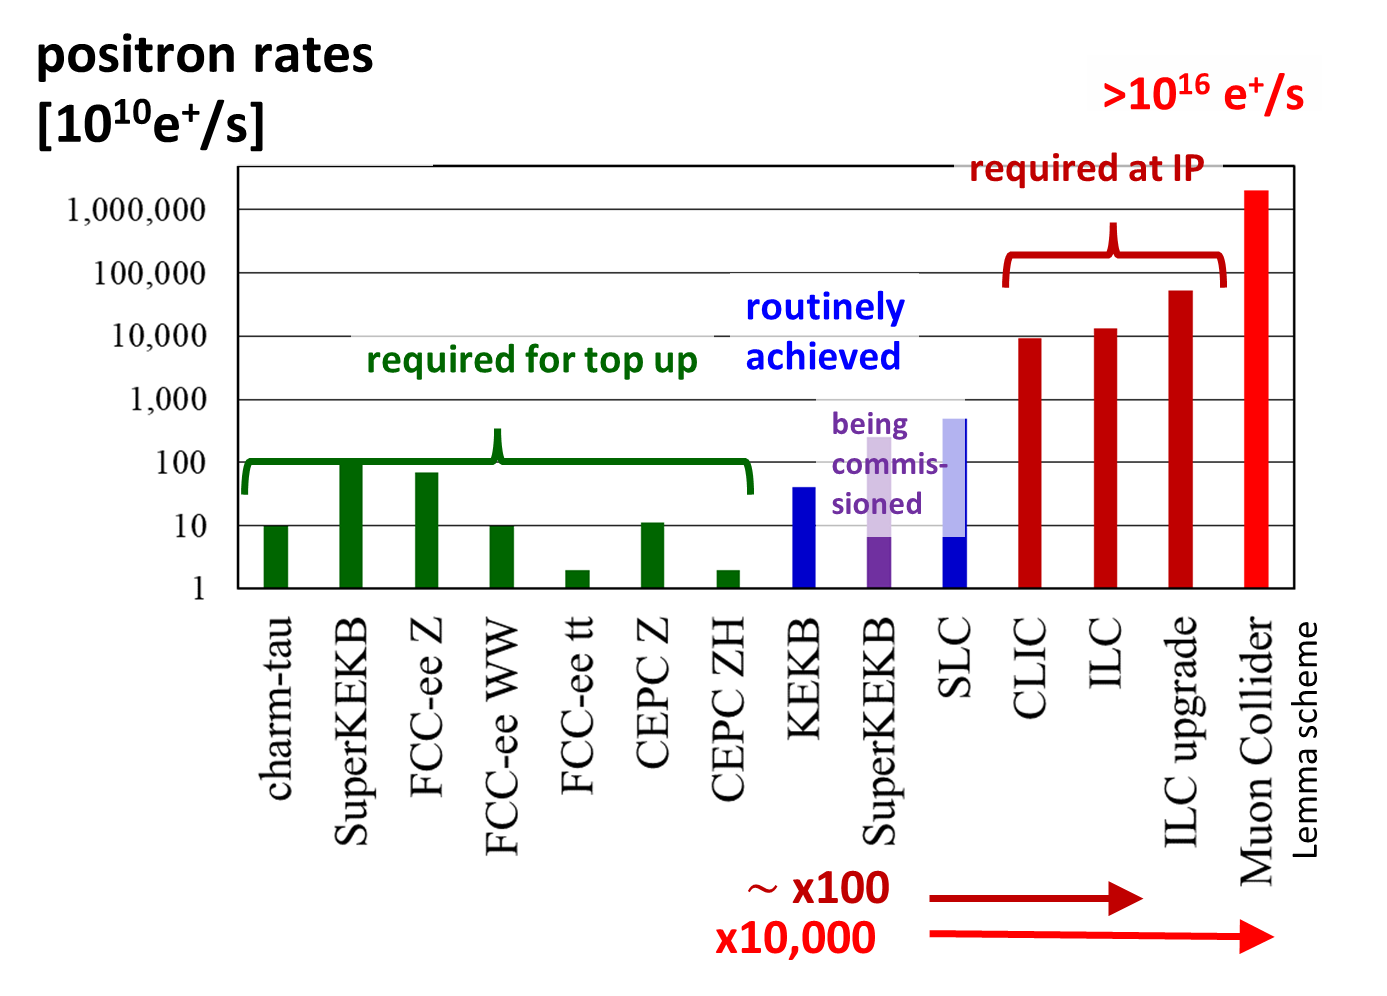 positron rates
[10¹⁰e⁺/s]
>10¹⁶ e⁺/s
required at IP
1,000,000
100,000
10,000
1,000
100
10
1
routinely
achieved
required for top up
being
commis-
sioned
charm-tau
SuperKEKB
FCC-ee Z
FCC-ee WW
FCC-ee tt
CEPC Z
CEPC ZH
KEKB
SuperKEKB
SLC
CLIC
ILC
ILC upgrade
Muon Collider
Lemma scheme
~ x100
x10,000